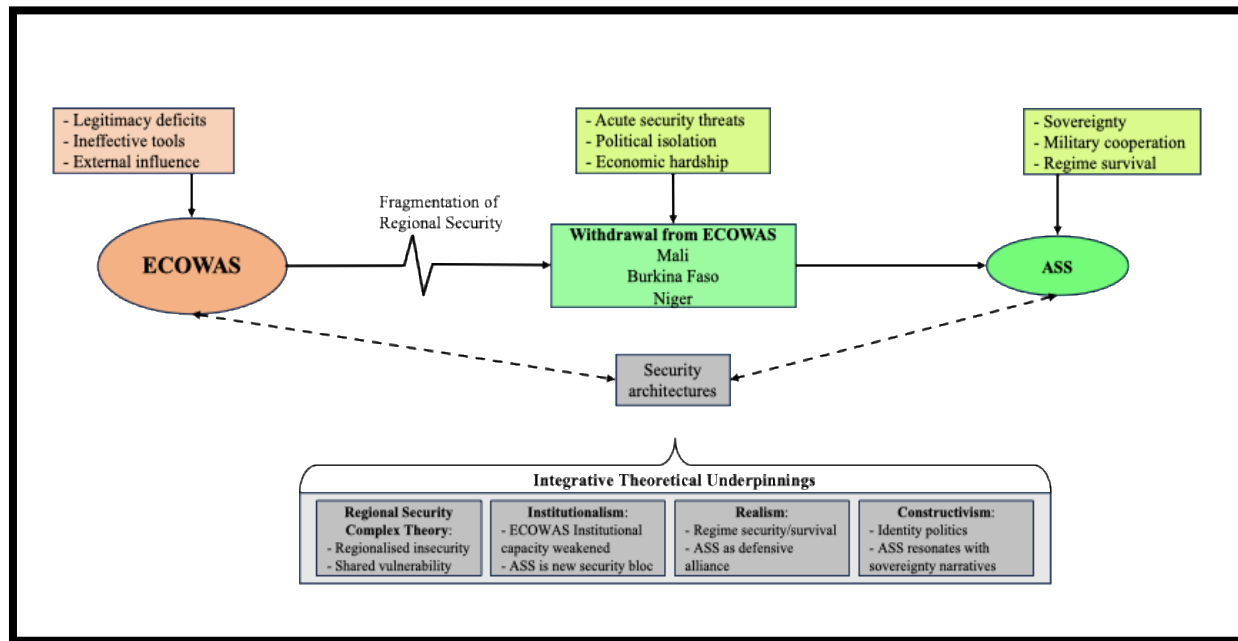 - Legitimacy deficits
- Ineffective tools
- External influence
- Acute security threats
- Political isolation
- Economic hardship
- Sovereignty
- Military cooperation
- Regime survival
Fragmentation of
Regional Security
ECOWAS
Withdrawal from ECOWAS
Mali
Burkina Faso
Niger
ASS
Security
architectures
Integrative Theoretical Underpinnings
Regional Security
Complex Theory:
- Regionalised insecurity
- Shared vulnerability
Institutionalism:
- ECOWAS Institutional
capacity weakened
- ASS is new security bloc
Realism:
- Regime security/survival
- ASS as defensive
alliance
Constructivism:
- Identity politics
- ASS resonates with
sovereignty narratives